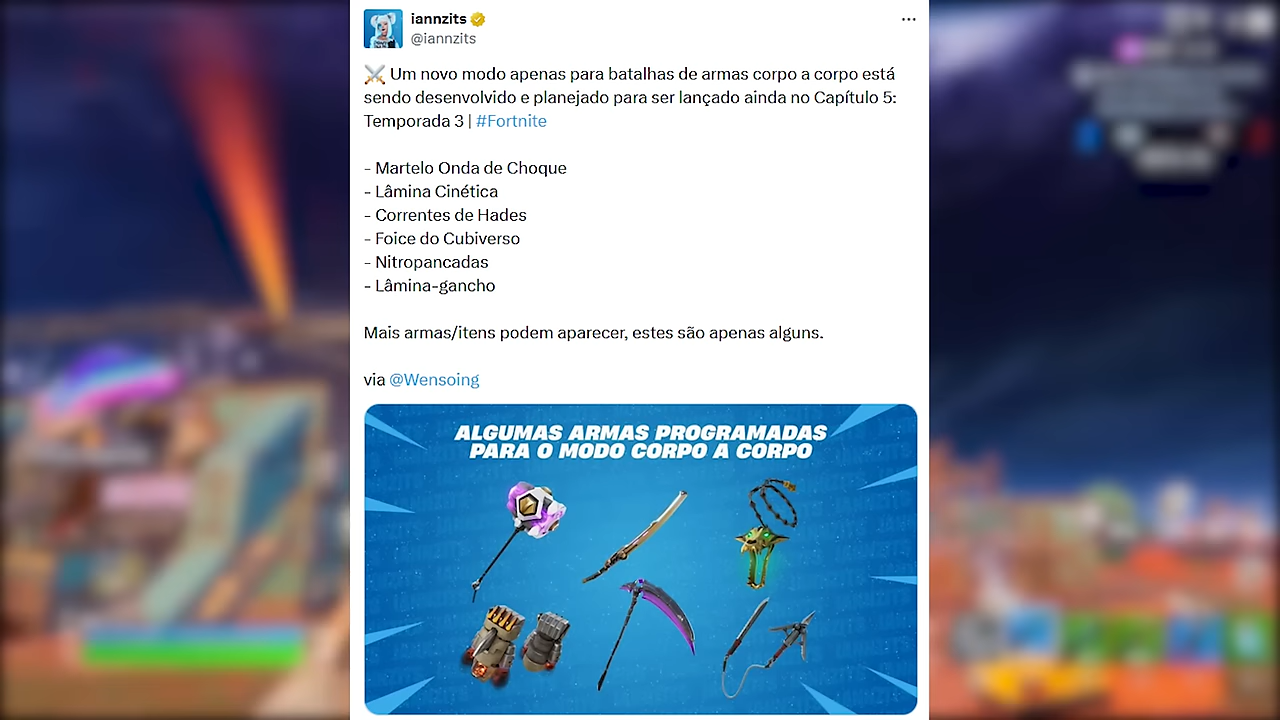 iannzits
@iannzits
⚔️ Um novo modo apenas para batalhas de armas corpo a corpo está
sendo desenvolvido e planejado para ser lançado ainda no Capítulo 5:
Temporada 3 | #Fortnite
- Martelo Onda de Choque
- Lâmina Cinética
- Correntes de Hades
- Foice do Cubiverso
- Nitropancadas
- Lâmina-gancho
Mais armas/itens podem aparecer, estes são apenas alguns.
via @Wensoing
ALGUMAS ARMAS PROGRAMADAS
PARA O MODO CORPO A CORPO